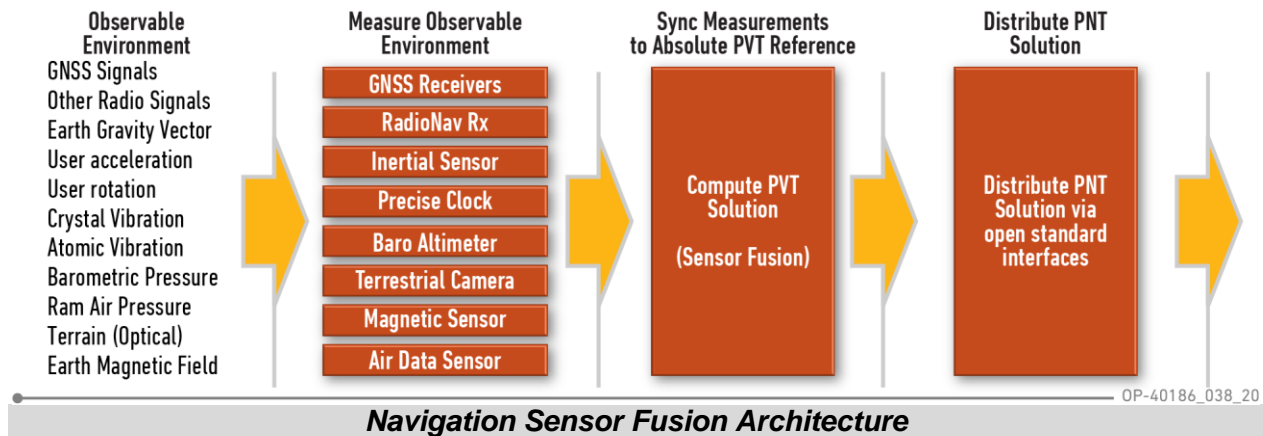 Observable
Environment
GNSS Signals
Other Radio Signals
Earth Gravity Vector
User acceleration
User rotation
Crystal Vibration
Atomic Vibration
Barometric Pressure
Ram Air Pressure
Terrain (Optical)
Earth Magnetic Field
Measure Observable
Environment
GNSS Receivers
RadioNav Rx
Inertial Sensor
Precise Clock
Baro Altimeter
Terrestrial Camera
Magnetic Sensor
Air Data Sensor
Sync Measurements
to Absolute PVT Reference
Compute PVT
Solution
(Sensor Fusion)
Distribute PNT
Solution
Distribute PNT
Solution via
open standard
interfaces
OP-40186_038_20
Navigation Sensor Fusion Architecture